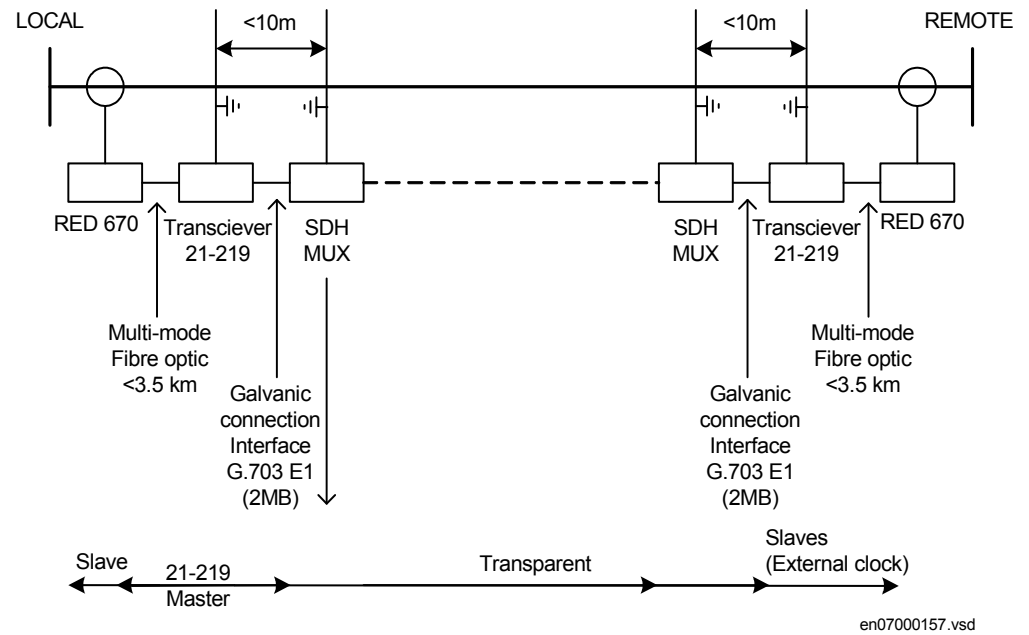 LOCAL
<10m
<10m
REMOTE
RED 670
Transciever
21-219
SDH
MUX
SDH
MUX
Transciever
21-219
RED 670
Multi-mode
Fibre optic
<3.5 km
Galvanic
connection
Interface
G.703 E1
(2MB)
Galvanic
connection
Interface
G.703 E1
(2MB)
Multi-mode
Fibre optic
<3.5 km
Slave
21-219
Master
Transparent
Slaves
(External clock)
en07000157.vsd